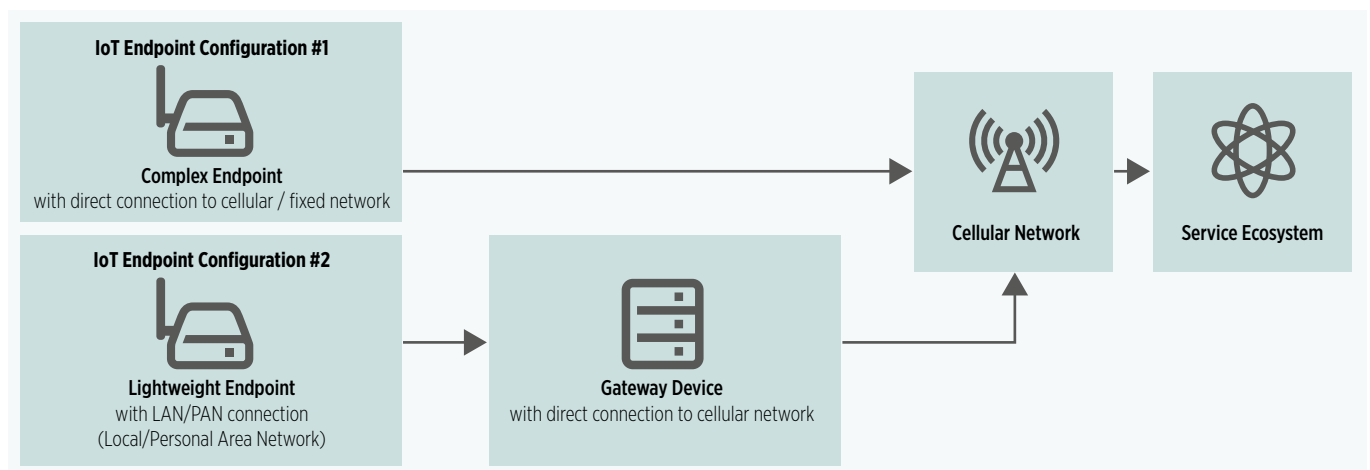 IoT Endpoint Configuration #1
Complex Endpoint
with direct connection to cellular / fixed network
Cellular Network
Service Ecosystem
IoT Endpoint Configuration #2
Lightweight Endpoint
with LAN/PAN connection
(Local/Personal Area Network)
Gateway Device
with direct connection to cellular network